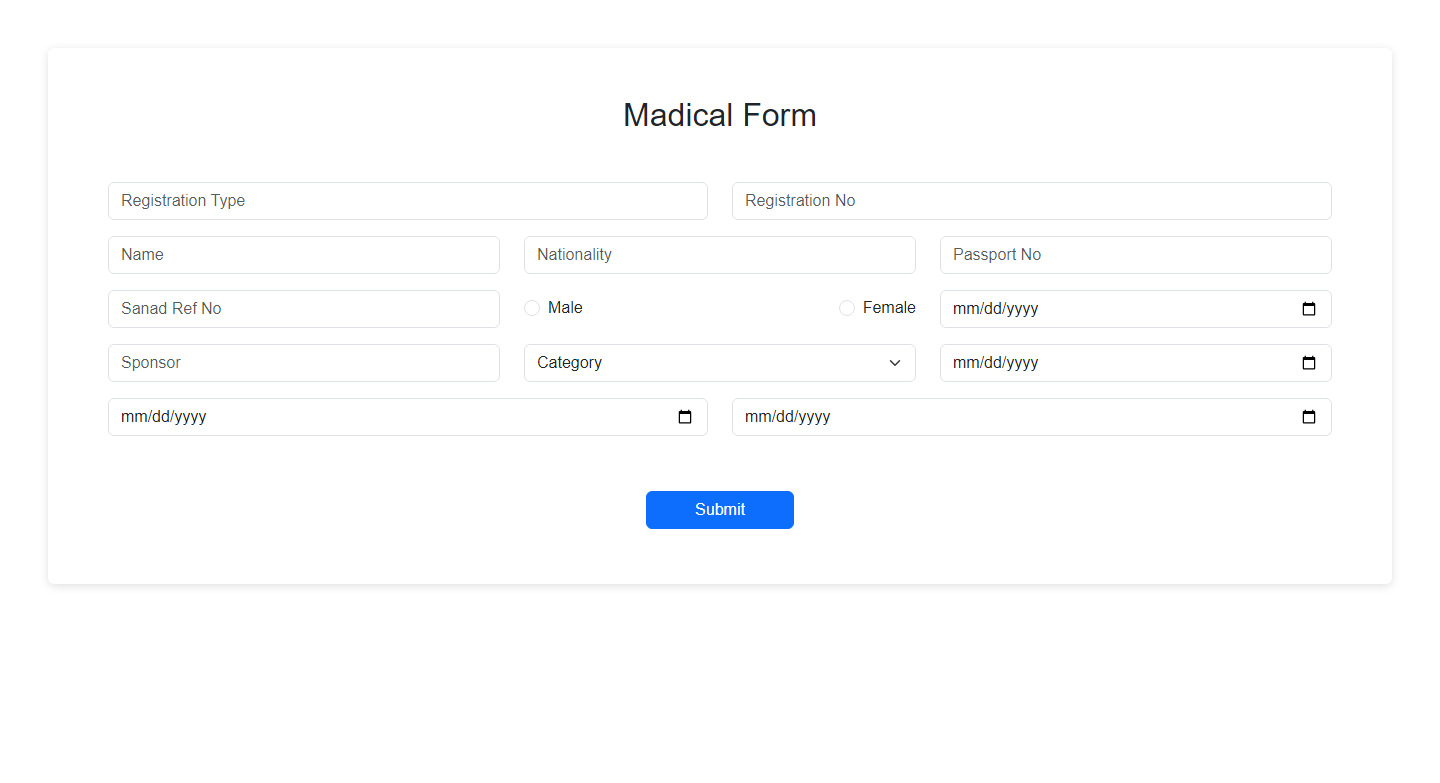 Madical Form
Registration Type Registration No
Name Nationality Passport No
Sanad Ref No Male Female mm/dd/yyyy
Sponsor Category mm/dd/yyyy
mm/dd/yyyy mm/dd/yyyy
Submit